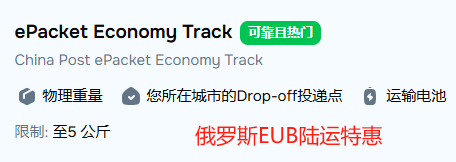 ePacket Economy Track 可靠且热门
China Post ePacket Economy Track
物理重量 您所在城市的Drop-off投递点 运输电池
限制: 至5 公斤
俄罗斯EUB陆运特惠